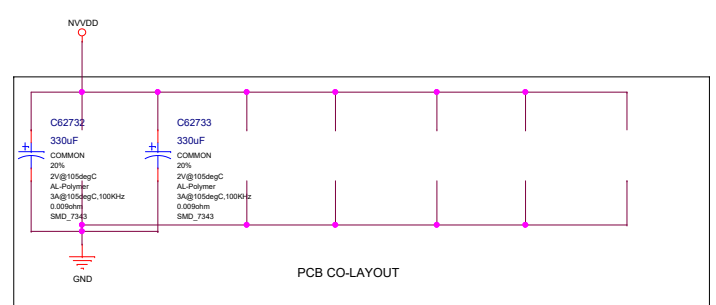 NVVDD
C62732
330uF
COMMON
20%
2V@105degC
AL-Polymer
3A@105degC,100KHz
0.009ohm
SMD_7343
C62733
330uF
COMMON
20%
2V@105degC
AL-Polymer
3A@105degC,100KHz
0.009ohm
SMD_7343
GND
PCB CO-LAYOUT